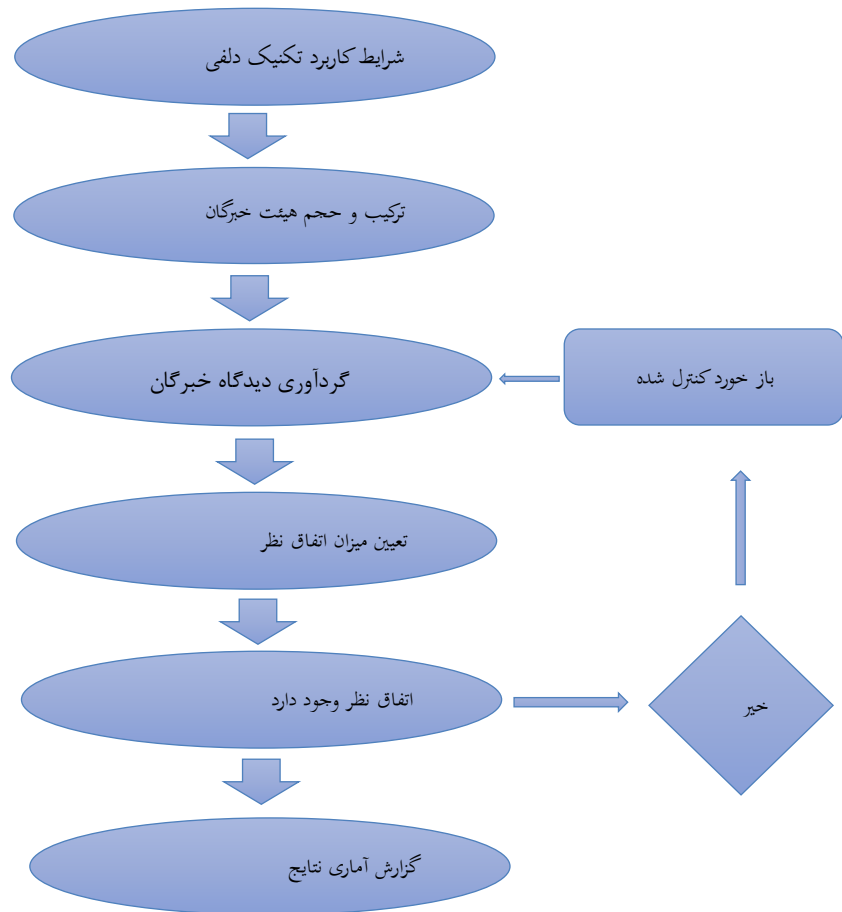 شرایط کاربرد تکنیک دلفی
ترکیب و حجم هیئت خبرگان
گردآوری دیدگاه خبرگان
باز خورد کنترل شده
تعیین میزان اتفاق نظر
اتفاق نظر وجود دارد
خیر
گزارش آماری نتایج